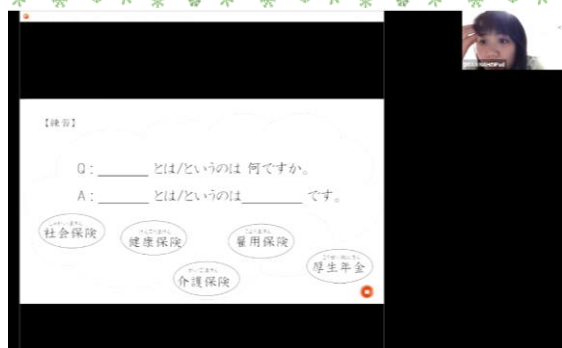 【練習】
Q：______ とは/というのは 何ですか。
A：______ とは/というのは________ です。
社会保険
健康保険
雇用保険
介護保険
厚生年金